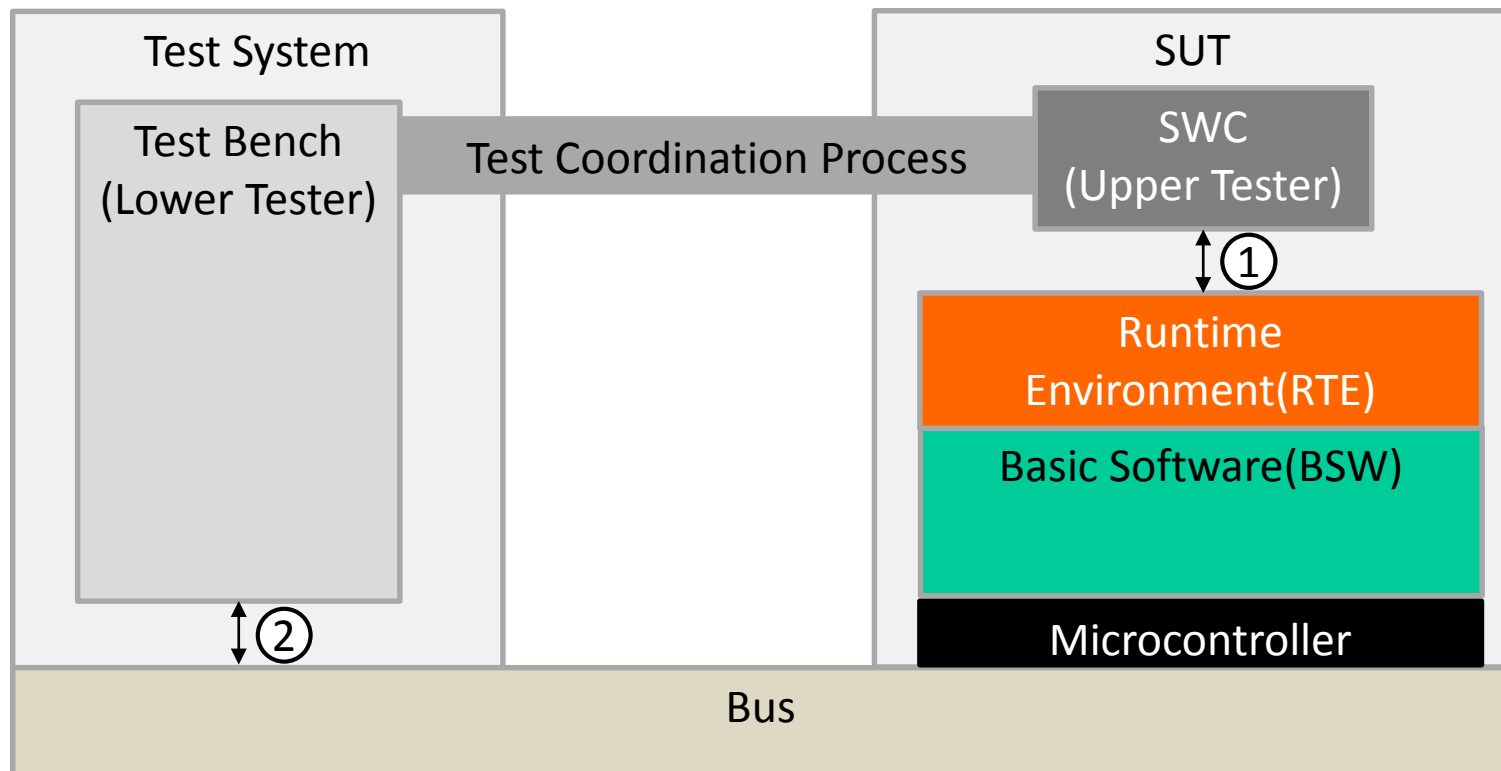 Test System
SUT
Test Bench
(Lower Tester)
Test Coordination Process
SWC
(Upper Tester)
1
Runtime
Environment(RTE)
Basic Software(BSW)
2
Microcontroller
Bus